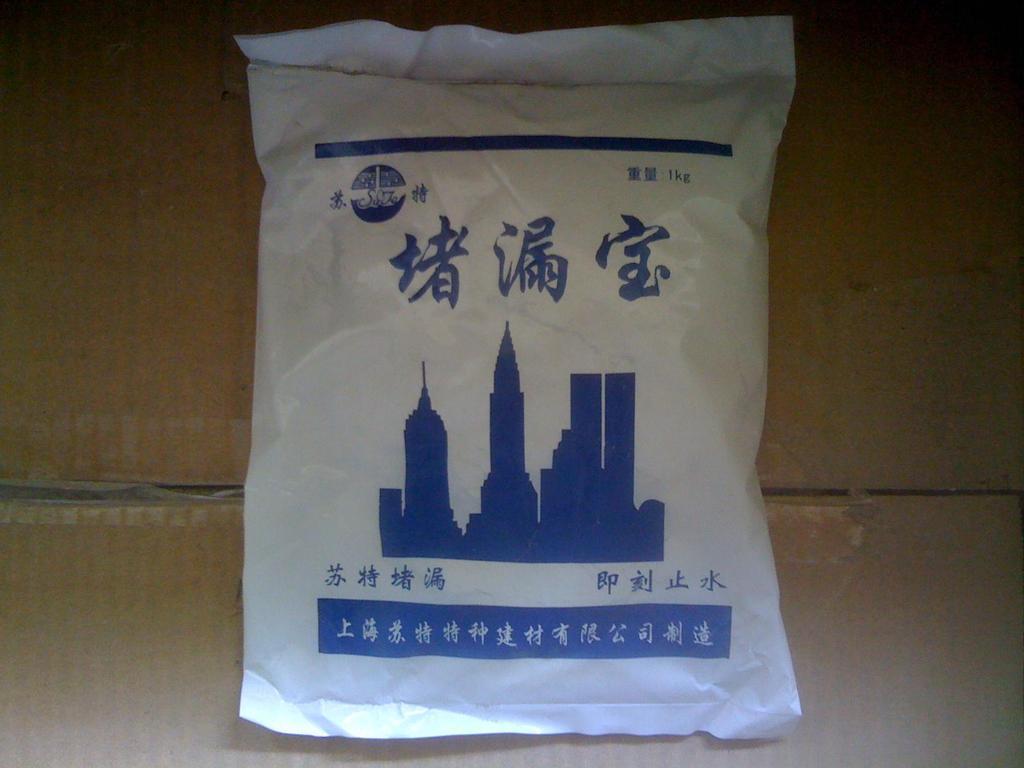 重量:1kg
苏 特
堵漏宝
苏特堵漏 即刻止水
上海苏特特种建材有限公司制造